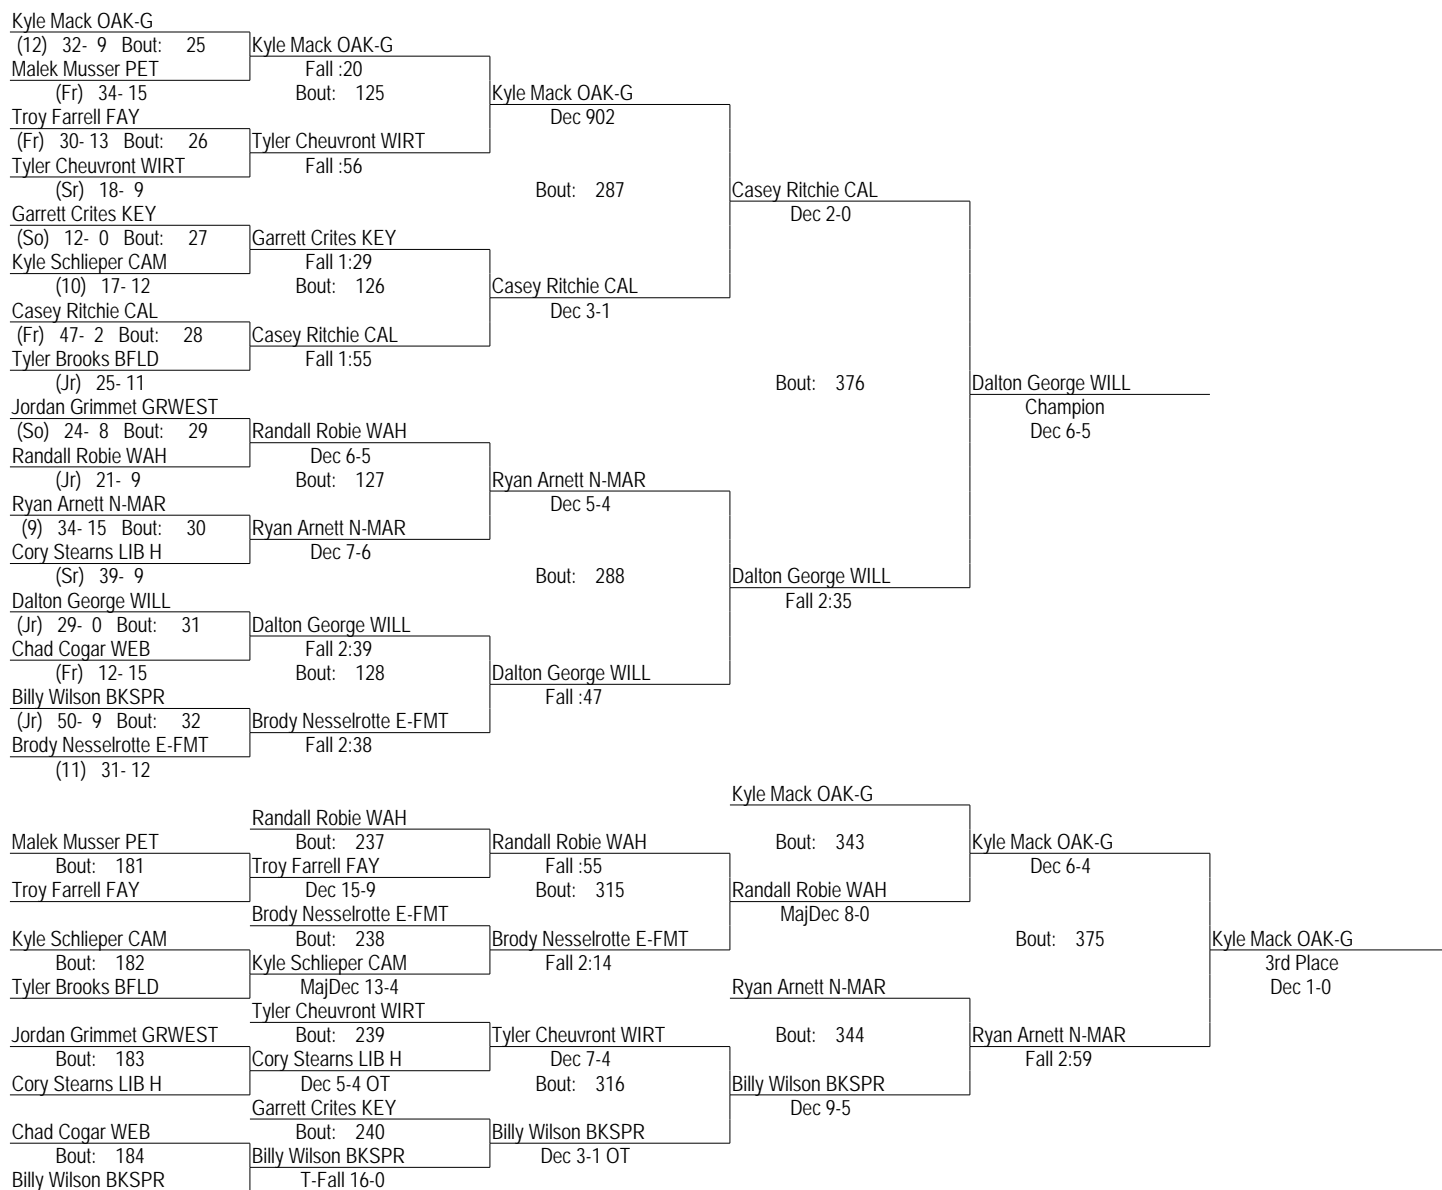 Kyle Mack OAK-G
(12) 32- 9 Bout: 25 Kyle Mack OAK-G
Malek Musser PET Fall :20
(Fr) 34- 15 Bout: 125 Kyle Mack OAK-G
Troy Farrell FAY Dec 902
(Fr) 30- 13 Bout: 26 Tyler Cheuvront WIRT
Tyler Cheuvront WIRT Fall :56
(Sr) 18- 9 Bout: 287 Casey Ritchie CAL
Garrett Crites KEY Dec 2-0
(So) 12- 0 Bout: 27 Garrett Crites KEY
Kyle Schlieper CAM Fall 1:29
(10) 17- 12 Bout: 126 Casey Ritchie CAL
Casey Ritchie CAL Dec 3-1
(Fr) 47- 2 Bout: 28 Casey Ritchie CAL
Tyler Brooks BFLD Fall 1:55
(Jr) 25- 11 Bout: 376 Dalton George WILL
Jordan Grimmet GRWEST Champion
(So) 24- 8 Bout: 29 Randall Robie WAH Dec 6-5
Randall Robie WAH Dec 6-5
(Jr) 21- 9 Bout: 127 Ryan Arnett N-MAR
Ryan Arnett N-MAR Dec 5-4
(9) 34- 15 Bout: 30 Ryan Arnett N-MAR
Cory Stearns LIB H Dec 7-6
(Sr) 39- 9 Bout: 288 Dalton George WILL
Dalton George WILL Fall 2:35
(Jr) 29- 0 Bout: 31 Dalton George WILL
Chad Cogar WEB Fall 2:39
(Fr) 12- 15 Bout: 128 Dalton George WILL
Billy Wilson BKSPR Fall :47
(Jr) 50- 9 Bout: 32 Brody Nesselrotte E-FMT
Brody Nesselrotte E-FMT Fall 2:38
(11) 31- 12
Kyle Mack OAK-G
Randall Robie WAH
Malek Musser PET Bout: 237 Randall Robie WAH Bout: 343 Kyle Mack OAK-G
Bout: 181 Troy Farrell FAY Fall :55 Dec 6-4
Troy Farrell FAY Dec 15-9 Bout: 315 Randall Robie WAH
Brody Nesselrotte E-FMT MajDec 8-0
Kyle Schlieper CAM Bout: 238 Brody Nesselrotte E-FMT Bout: 375 Kyle Mack OAK-G
Bout: 182 Kyle Schlieper CAM Fall 2:14 3rd Place
Tyler Brooks BFLD MajDec 13-4 Ryan Arnett N-MAR Dec 1-0
Tyler Cheuvront WIRT
Jordan Grimmet GRWEST Bout: 239 Tyler Cheuvront WIRT Bout: 344 Ryan Arnett N-MAR
Bout: 183 Cory Stearns LIB H Dec 7-4 Fall 2:59
Cory Stearns LIB H Dec 5-4 OT Bout: 316 Billy Wilson BKSPR
Garrett Crites KEY Dec 9-5
Chad Cogar WEB Bout: 240 Billy Wilson BKSPR
Bout: 184 Billy Wilson BKSPR Dec 3-1 OT
Billy Wilson BKSPR T-Fall 16-0